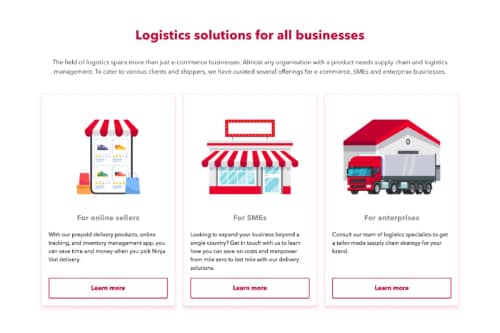 Logistics solutions for all businesses
The field of logistics spans more than just e-commerce businesses. Almost any organisation with a product needs supply chain and logistics
management. To cater to various clients and shippers, we have curated several offerings for e-commerce, SMEs and enterprise businesses.
For online sellers
With our prepaid delivery products, online
tracking, and inventory management app, you
can save time and money when you pick Ninja
Van delivery.
Learn more
For SMEs
Looking to expand your business beyond a
single country? Get in touch with us to learn
how you can save on costs and manpower
from mile zero to last mile with our delivery
solutions.
Learn more
For enterprises
Consult our team of logistics specialists to get
a tailor-made supply chain strategy for your
brand.
Learn more